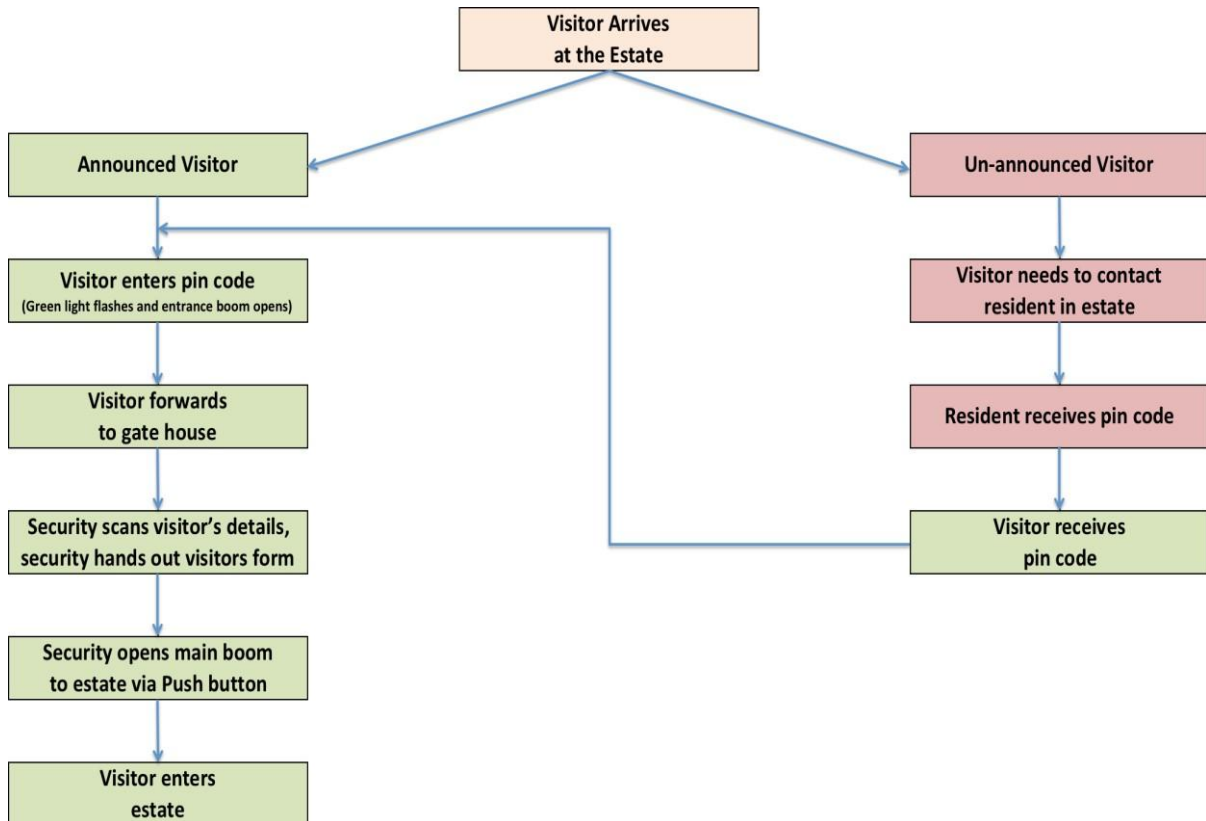 Visitor Arrives
at the Estate
Announced Visitor
Un-announced Visitor
Visitor enters pin code
(Green light flashes and entrance boom opens)
Visitor needs to contact
resident in estate
Visitor forwards
to gate house
Resident receives pin code
Security scans visitor’s details,
security hands out visitors form
Visitor receives
pin code
Security opens main boom
to estate via Push button
Visitor enters
estate